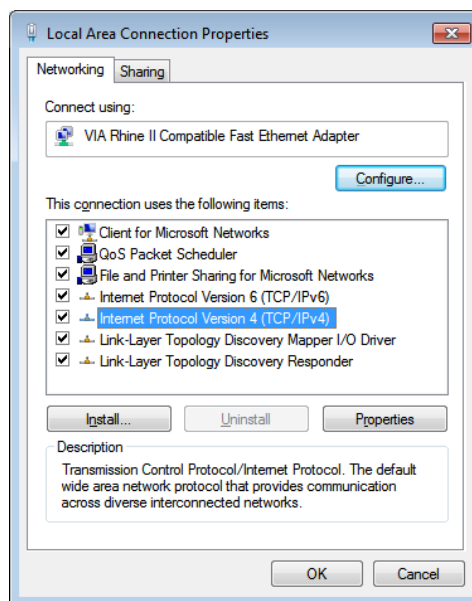 Local Area Connection Properties
Networking
Sharing
Connect using:
VIA Rhine II Compatible Fast Ethernet Adapter
Configure...
This connection uses the following items:
Client for Microsoft Networks
QoS Packet Scheduler
File and Printer Sharing for Microsoft Networks
Internet Protocol Version 6 (TCP/IPv6)
Internet Protocol Version 4 (TCP/IPv4)
Link-Layer Topology Discovery Mapper I/O Driver
Link-Layer Topology Discovery Responder
Install... Uninstall Properties
Description
Transmission Control Protocol/Internet Protocol. The default
wide area network protocol that provides communication
across diverse interconnected networks.
OK Cancel